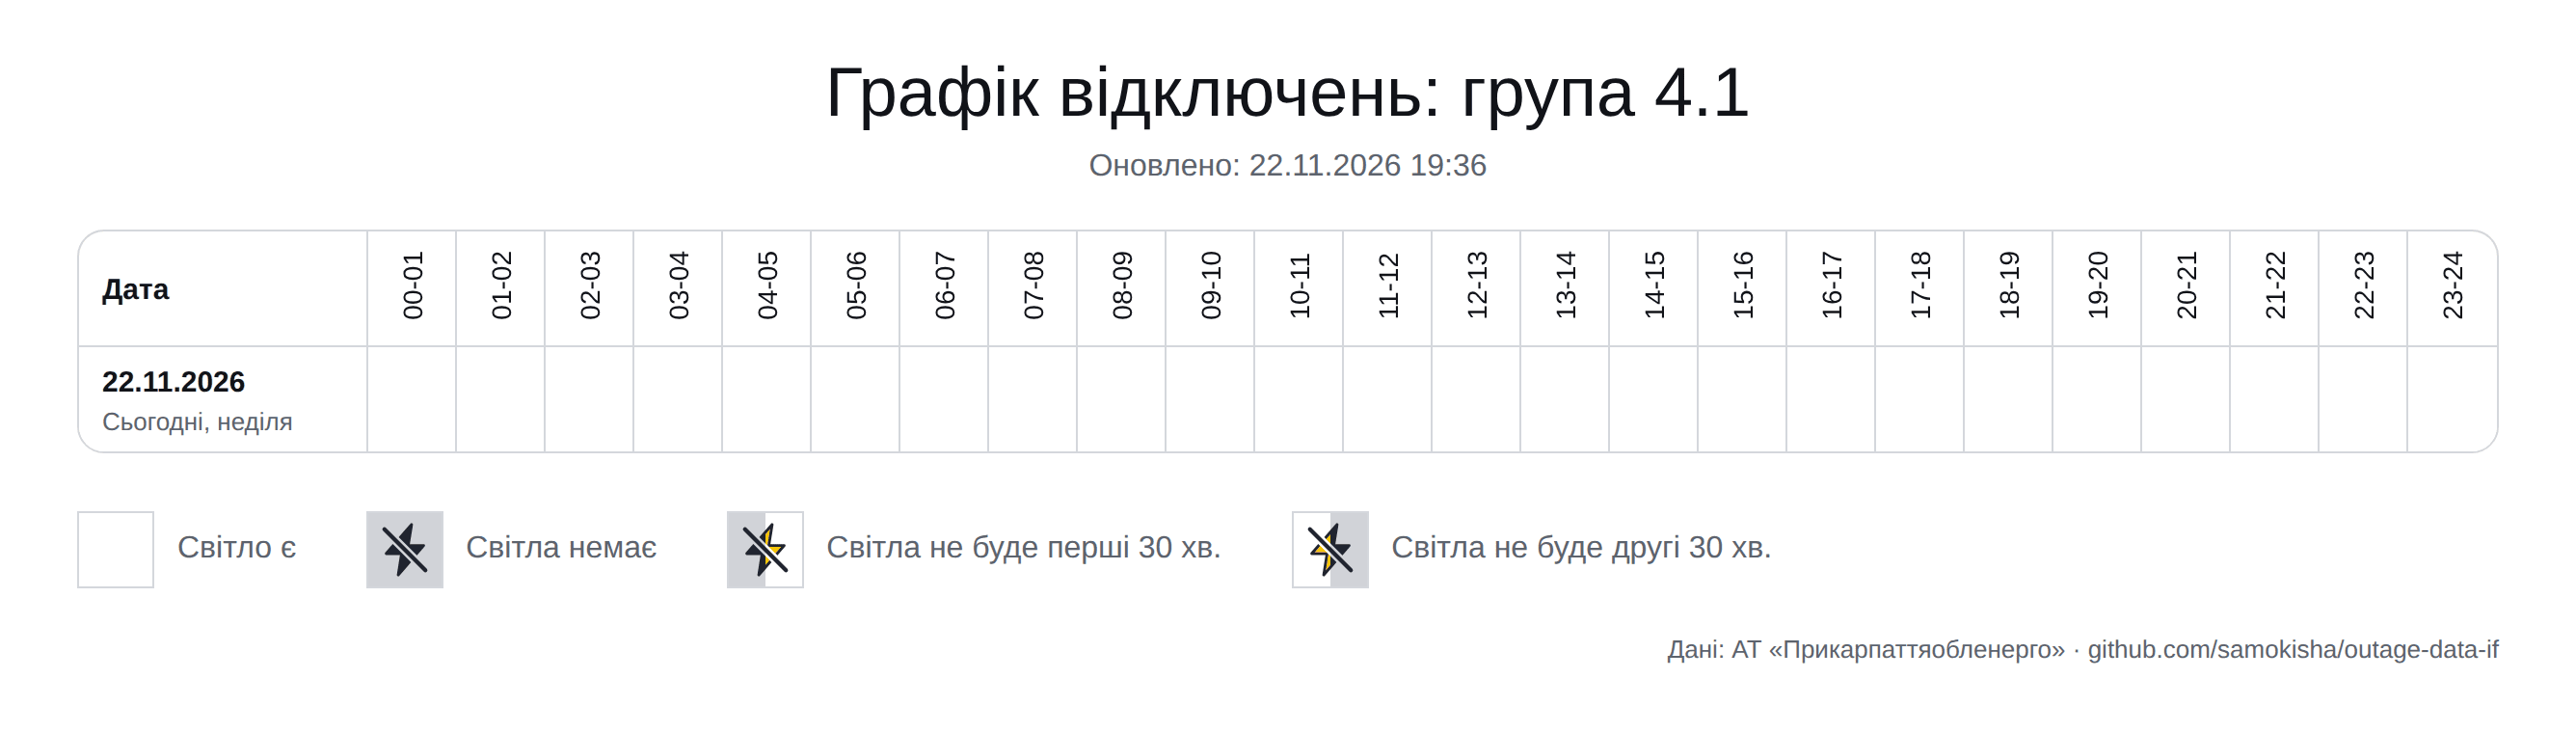 Графік відключень: група 4.1
Оновлено: 22.11.2026 19:36
Дата 00-01 01-02 02-03 03-04 04-05 05-06 06-07 07-08 08-09 09-10 10-11 11-12 12-13 13-14 14-15 15-16 16-17 17-18 18-19 19-20 20-21 21-22 22-23 23-24
22.11.2026
Сьогодні, неділя
Світло є Світла немає Світла не буде перші 30 хв. Світла не буде другі 30 хв.
Дані: АТ «Прикарпаттяобленерго» · github.com/samokisha/outage-data-if